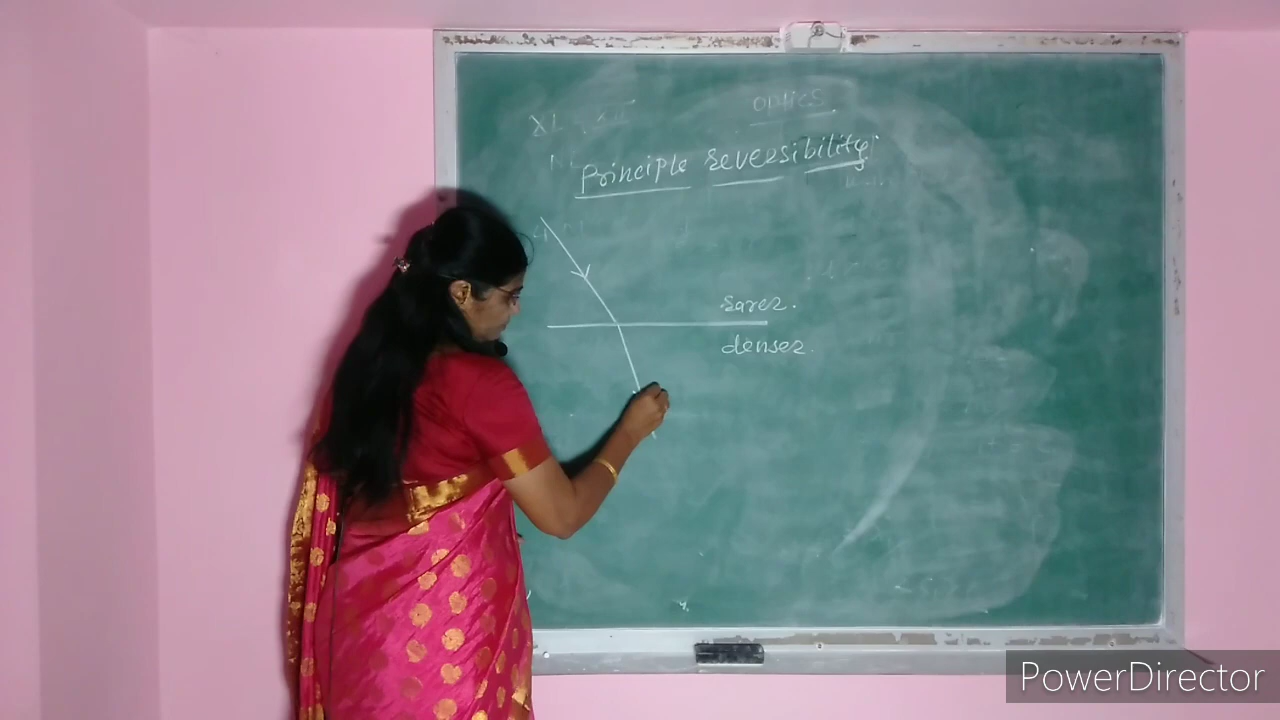 optics
Principle reversibility
rarer.
denser.
PowerDirector